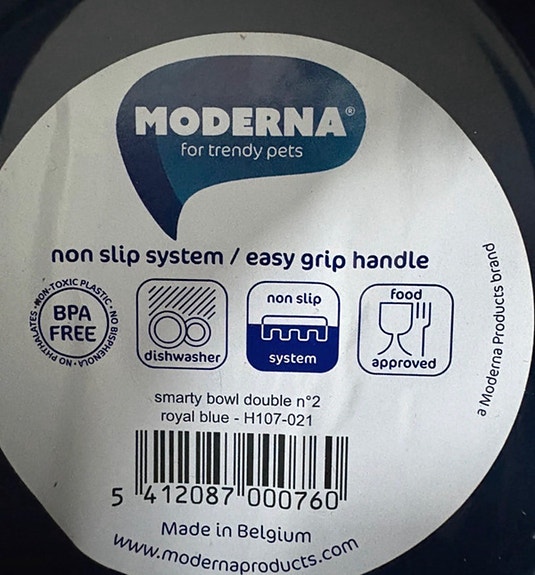 MODERNA®
for trendy pets
non slip system / easy grip handle
NON-TOXIC PLASTIC • NO BISPHENOL A • NO PHTHALATES •
BPA
FREE
dishwasher
non slip
system
food
approved
a Moderna Products brand
smarty bowl double n°2
royal blue - H107-021
5 412087 000760
Made in Belgium
www.modernaproducts.com